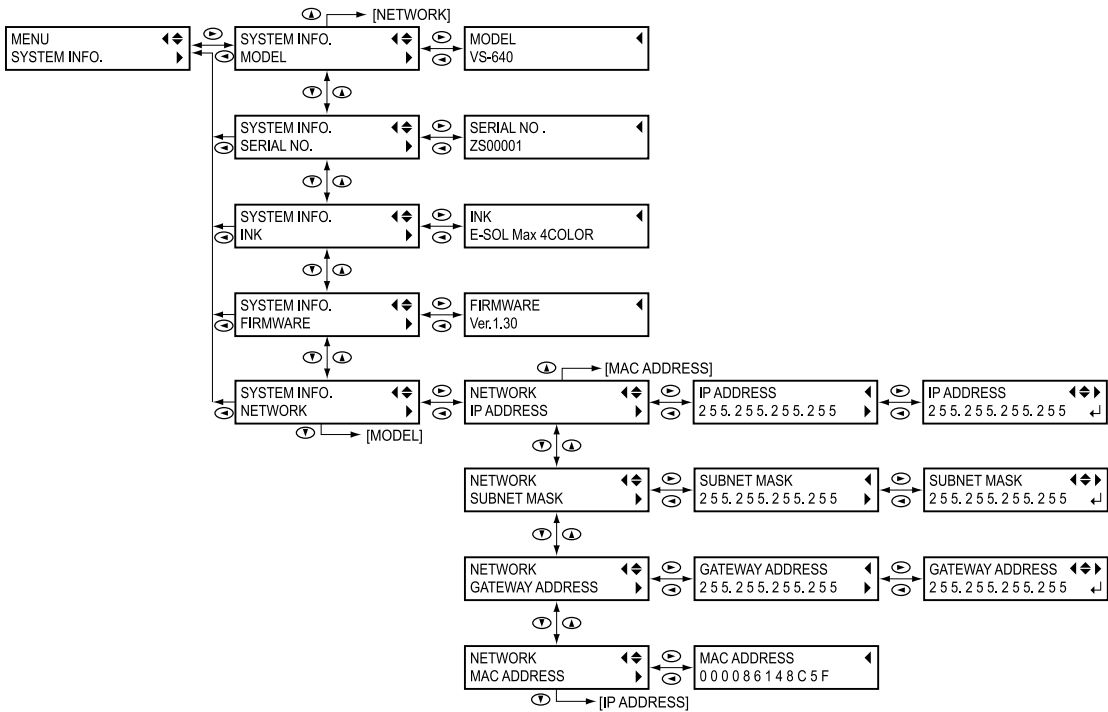 [NETWORK]
MENU
SYSTEM INFO.
SYSTEM INFO.
MODEL
MODEL
VS-640
SYSTEM INFO.
SERIAL NO.
SERIAL NO .
ZS00001
SYSTEM INFO.
INK
INK
E-SOL Max 4COLOR
SYSTEM INFO.
FIRMWARE
FIRMWARE
Ver.1.30
[MAC ADDRESS]
SYSTEM INFO.
NETWORK
[MODEL]
NETWORK
IP ADDRESS
IP ADDRESS
255.255.255.255
IP ADDRESS
255.255.255.255
NETWORK
SUBNET MASK
SUBNET MASK
255.255.255.255
SUBNET MASK
255.255.255.255
NETWORK
GATEWAY ADDRESS
GATEWAY ADDRESS
255.255.255.255
GATEWAY ADDRESS
255.255.255.255
NETWORK
MAC ADDRESS
MAC ADDRESS
000086148C5F
[IP ADDRESS]